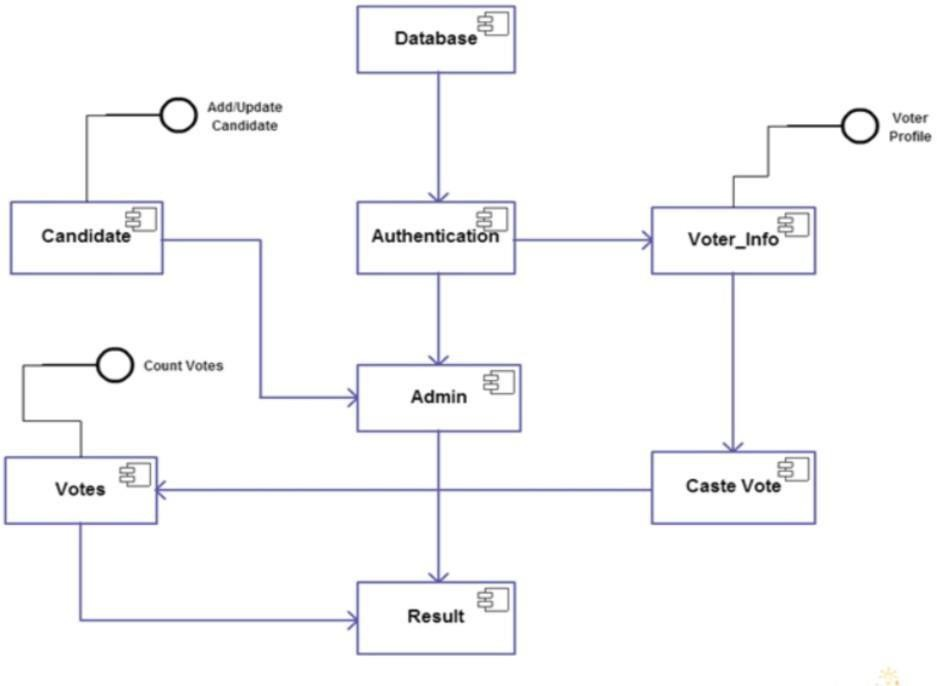 Database
Add/Update
Candidate
Voter
Profile
Candidate
Authentication
Voter_Info
Count Votes
Admin
Votes
Caste Vote
Result